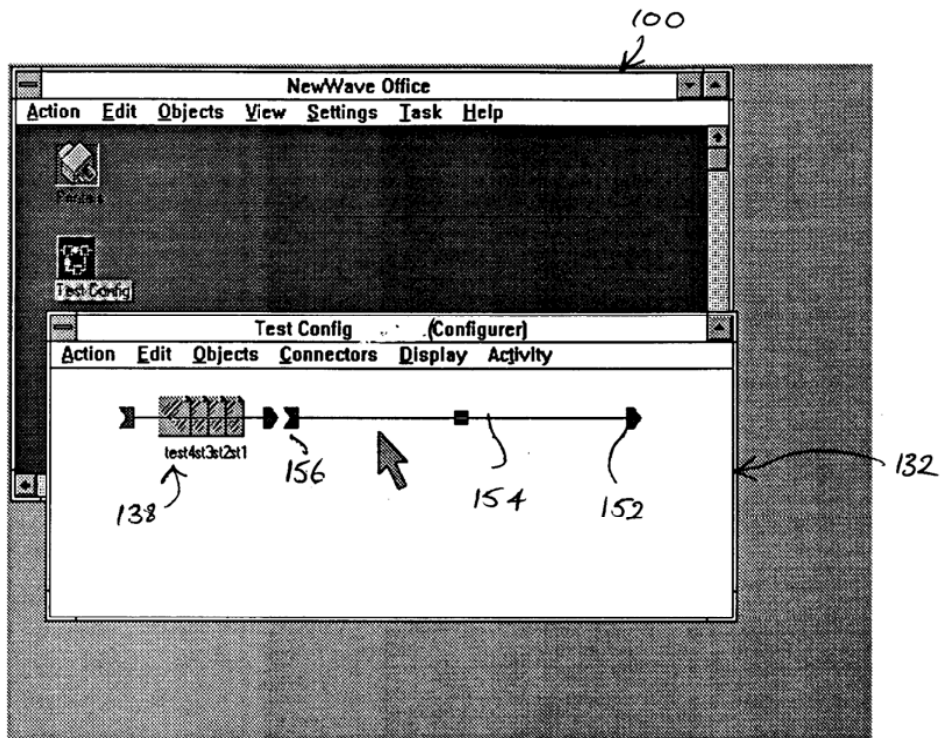 100
NewWave Office
Action Edit Objects View Settings Task Help
Test Config
Test Config (Configurer)
Action Edit Objects Connectors Display Activity
test4st3st2st1
138
156
154
152
132